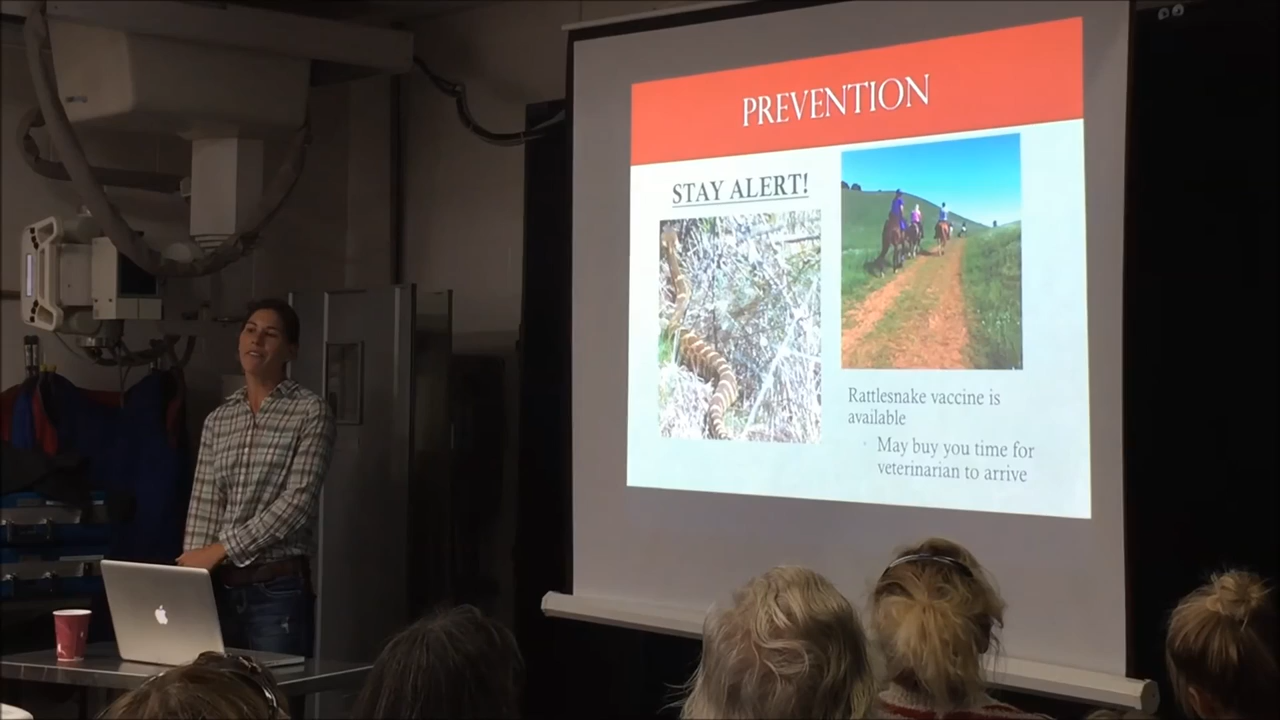 PREVENTION
STAY ALERT!
Rattlesnake vaccine is
available
May buy you time for
veterinarian to arrive